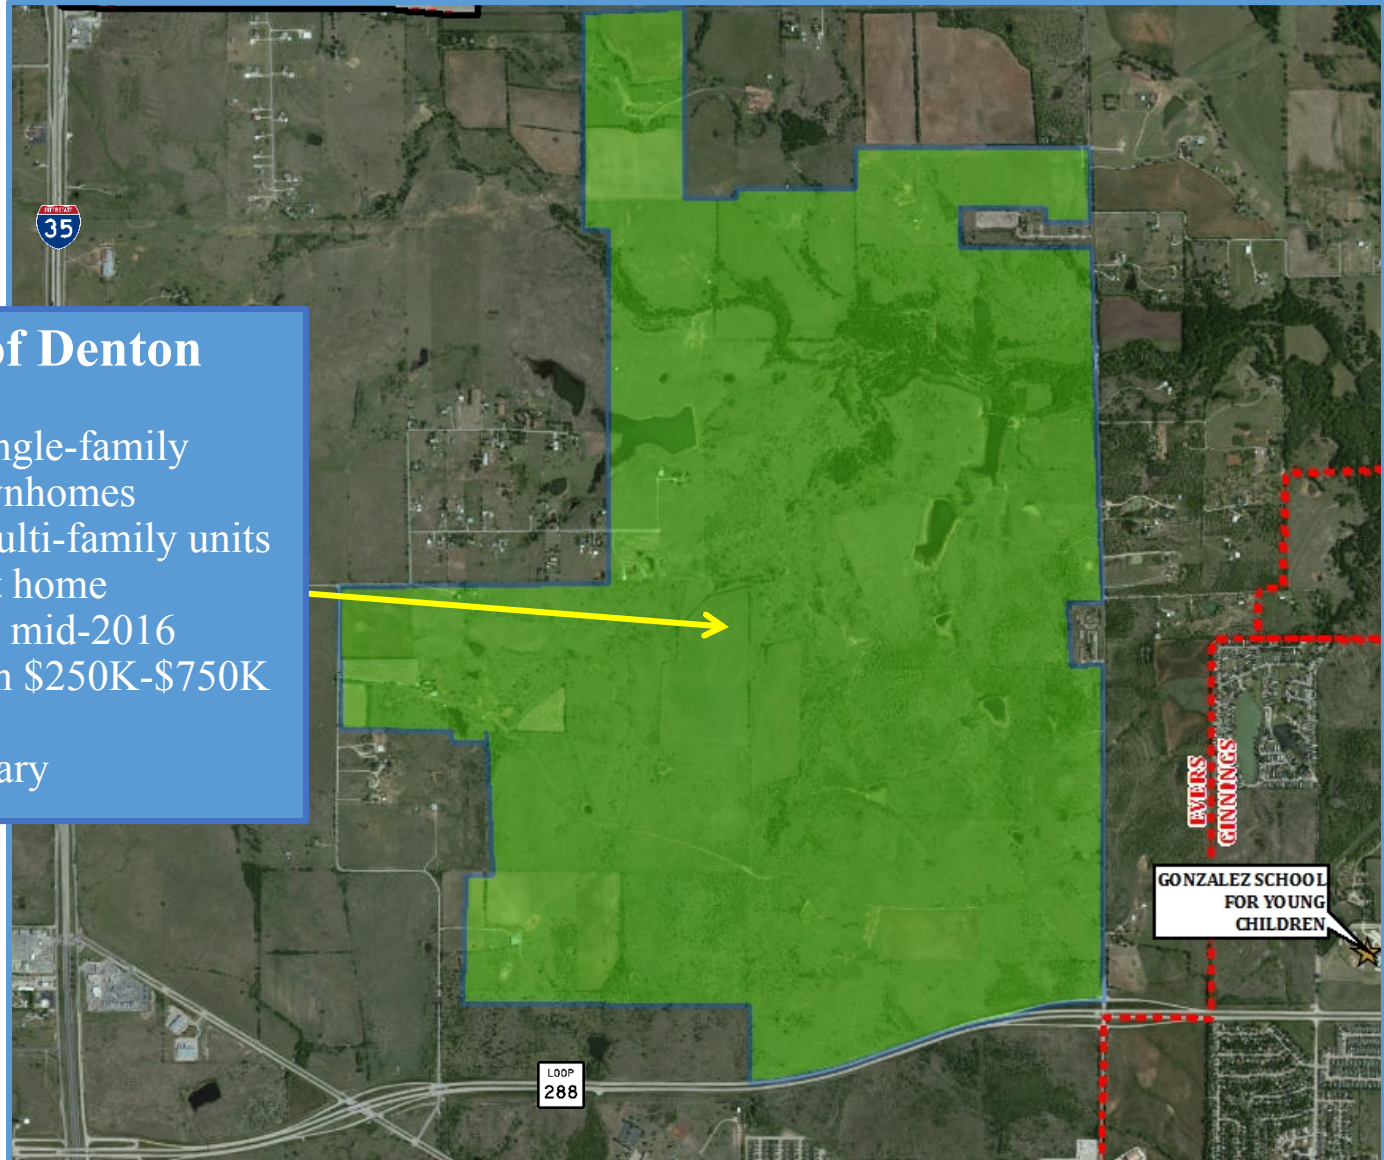 INTERSTATE
35
of Denton
ngle-family
wnhomes
ulti-family units
t home
mid-2016
n $250K-$750K
ary
EVERS
GINNINGS
GONZALEZ SCHOOL
FOR YOUNG
CHILDREN
LOOP
288